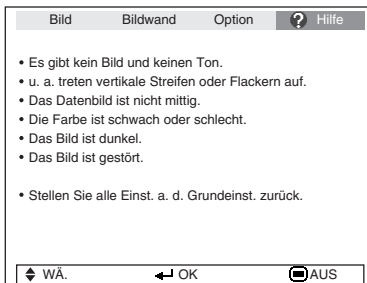 Bild Bildwand Option ? Hilfe
• Es gibt kein Bild und keinen Ton.
• u. a. treten vertikale Streifen oder Flackern auf.
• Das Datenbild ist nicht mittig.
• Die Farbe ist schwach oder schlecht.
• Das Bild ist dunkel.
• Das Bild ist gestört.
• Stellen Sie alle Einst. a. d. Grundeinst. zurück.
WÄ. OK AUS